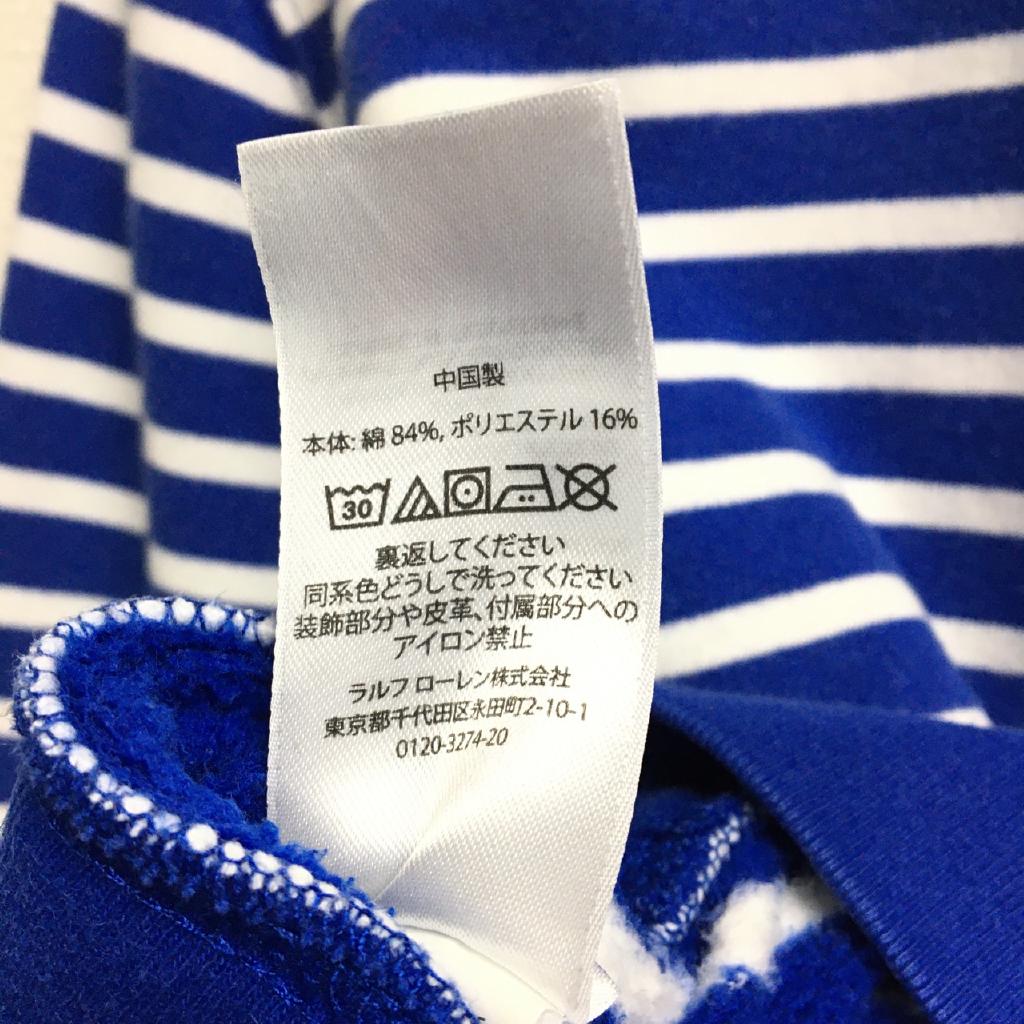 中国製
本体: 綿 84%, ポリエステル 16%
30
裏返してください
同系色どうしで洗ってください
装飾部分や皮革、付属部分への
アイロン禁止
ラルフ ローレン株式会社
東京都千代田区永田町2-10-1
0120-3274-20